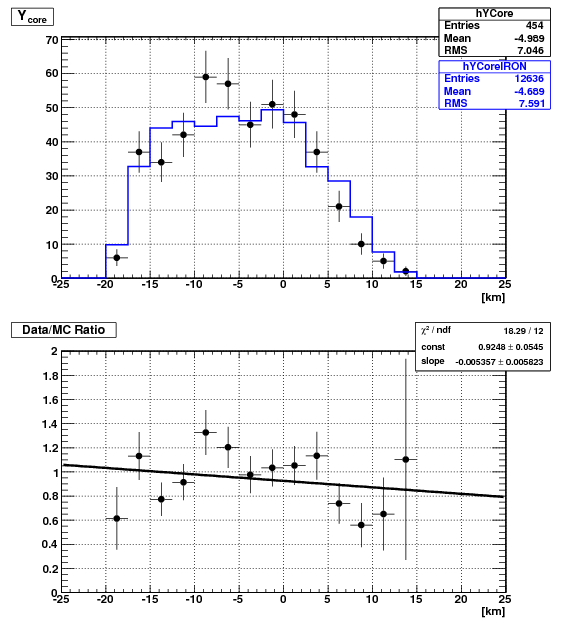 Y core
hYCore
Entries 454
Mean -4.989
RMS 7.046
hYCoreIRON
Entries 12636
Mean -4.689
RMS 7.591
70
60
50
40
30
20
10
0
-25 -20 -15 -10 -5 0 5 10 15 20 25
[km]
Data/MC Ratio
χ² / ndf 18.29 / 12
const 0.9248 ± 0.0545
slope -0.005357 ± 0.005823
2
1.8
1.6
1.4
1.2
1
0.8
0.6
0.4
0.2
0
-25 -20 -15 -10 -5 0 5 10 15 20 25
[km]